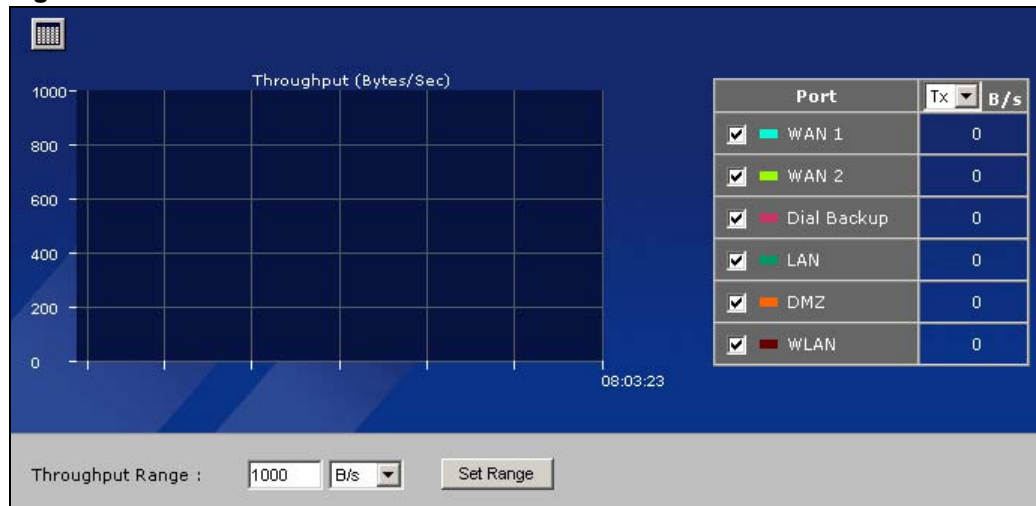 Throughput (Bytes/Sec)
1000
800
600
400
200
0
08:03:23
Port Tx B/s
WAN 1 0
WAN 2 0
Dial Backup 0
LAN 0
DMZ 0
WLAN 0
Throughput Range : 1000 B/s Set Range